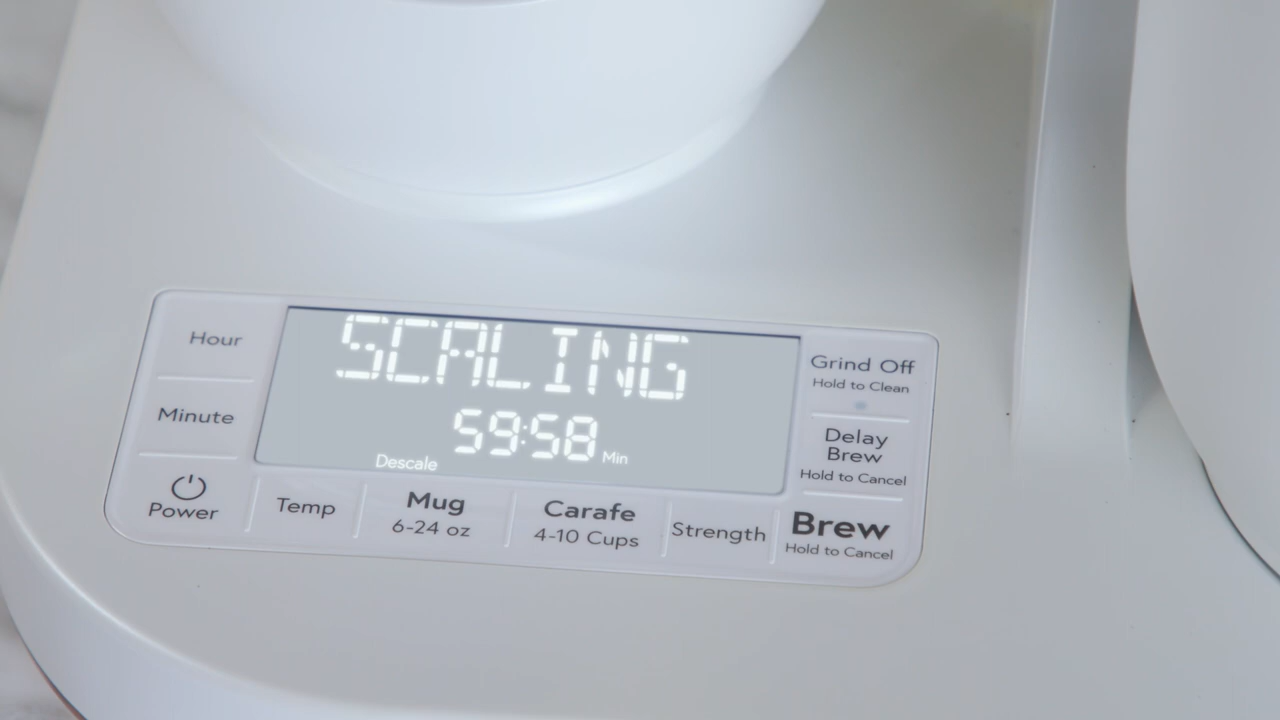 Hour
Minute
Power
SCALING
59:58 Min
Descale
Temp
Mug
6-24 oz
Carafe
4-10 Cups
Strength
Grind Off
Hold to Clean
Delay
Brew
Hold to Cancel
Brew
Hold to Cancel